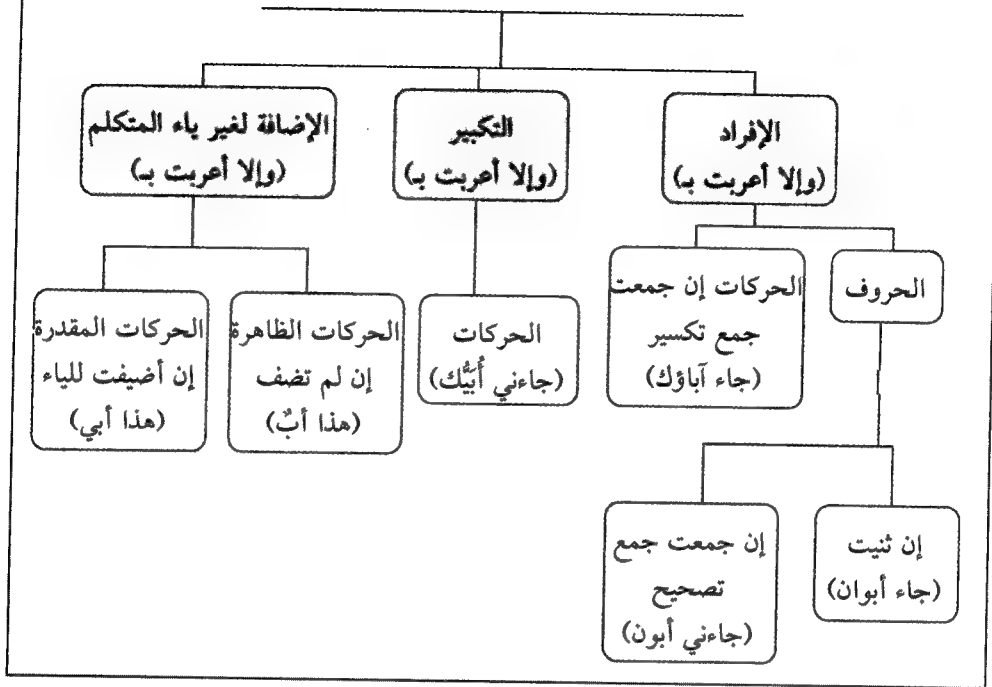 الإفراد
(وإلا أعربت بـ)
التكبير
(وإلا أعربت بـ)
الإضافة لغير ياء المتكلم
(وإلا أعربت بـ)
الحروف
الحركات إن جمعت
جمع تكسير
(جاء آباؤك)
الحركات
(جاءني أُبَيُّك)
الحركات الظاهرة
إن لم تضف
(هذا أبٌ)
الحركات المقدرة
إن أضيفت للياء
(هذا أبي)
إن ثنيت
(جاء أبوان)
إن جمعت جمع
تصحيح
(جاءني أبون)